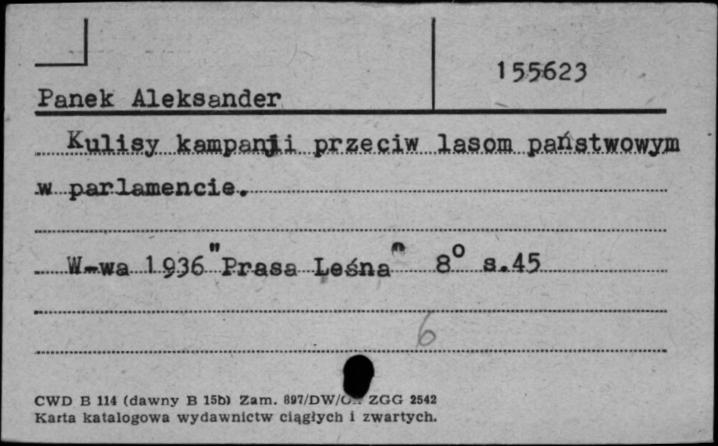 155623
Panek Aleksander
Kulisy kampanji przeciw lasom państwowym
w parlamencie.
W-wa 1936 "Prasa Leśna" 8° s.45
6
CWD B 114 (dawny B 15b) Zam. 897/DW/ ZGG 2542
Karta katalogowa wydawnictw ciągłych i zwartych.